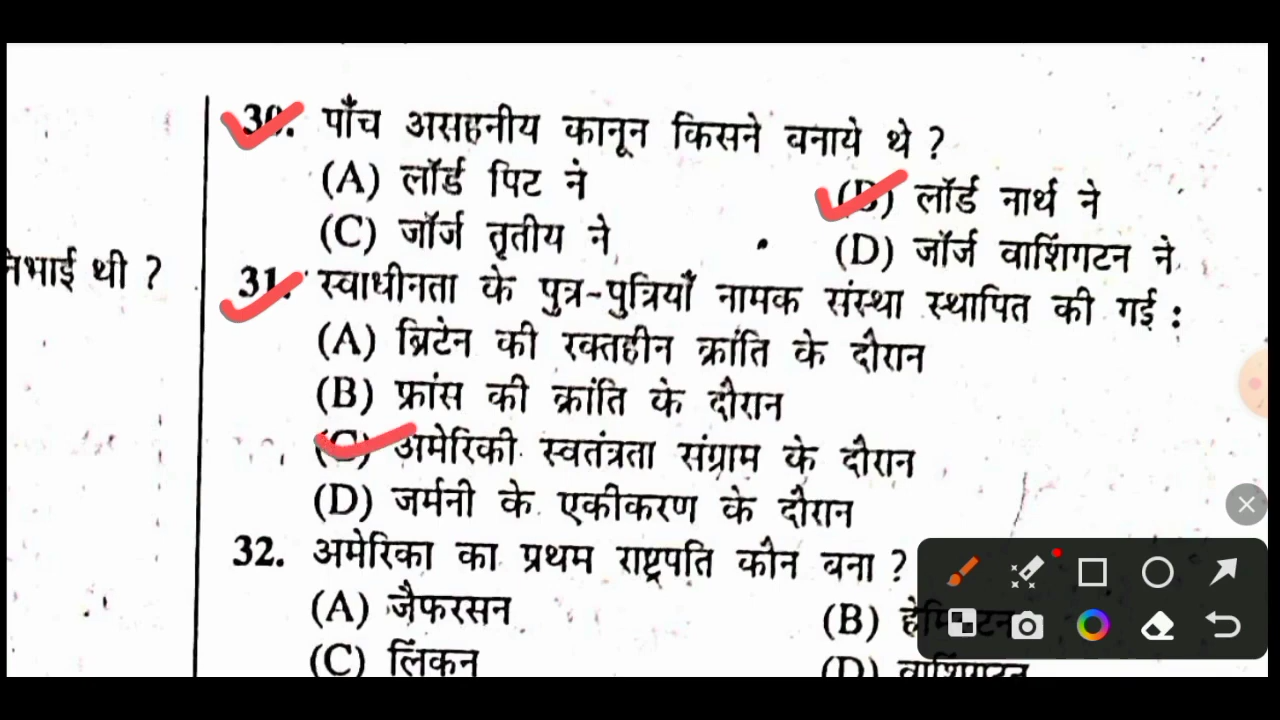 30. पाँच असहनीय कानून किसने बनाये थे ?
(A) लॉर्ड पिट ने
(B) लॉर्ड नार्थ ने
(C) जॉर्ज तृतीय ने
(D) जॉर्ज वाशिंगटन ने
निभाई थी ?
31. स्वाधीनता के पुत्र-पुत्रियाँ नामक संस्था स्थापित की गई :
(A) ब्रिटेन की रक्तहीन क्रांति के दौरान
(B) फ्रांस की क्रांति के दौरान
(C) अमेरिकी स्वतंत्रता संग्राम के दौरान
(D) जर्मनी के एकीकरण के दौरान
32. अमेरिका का प्रथम राष्ट्रपति कौन बना ?
(A) जैफरसन
(B)
(C) लिंकन
(D) वाशिंगटन